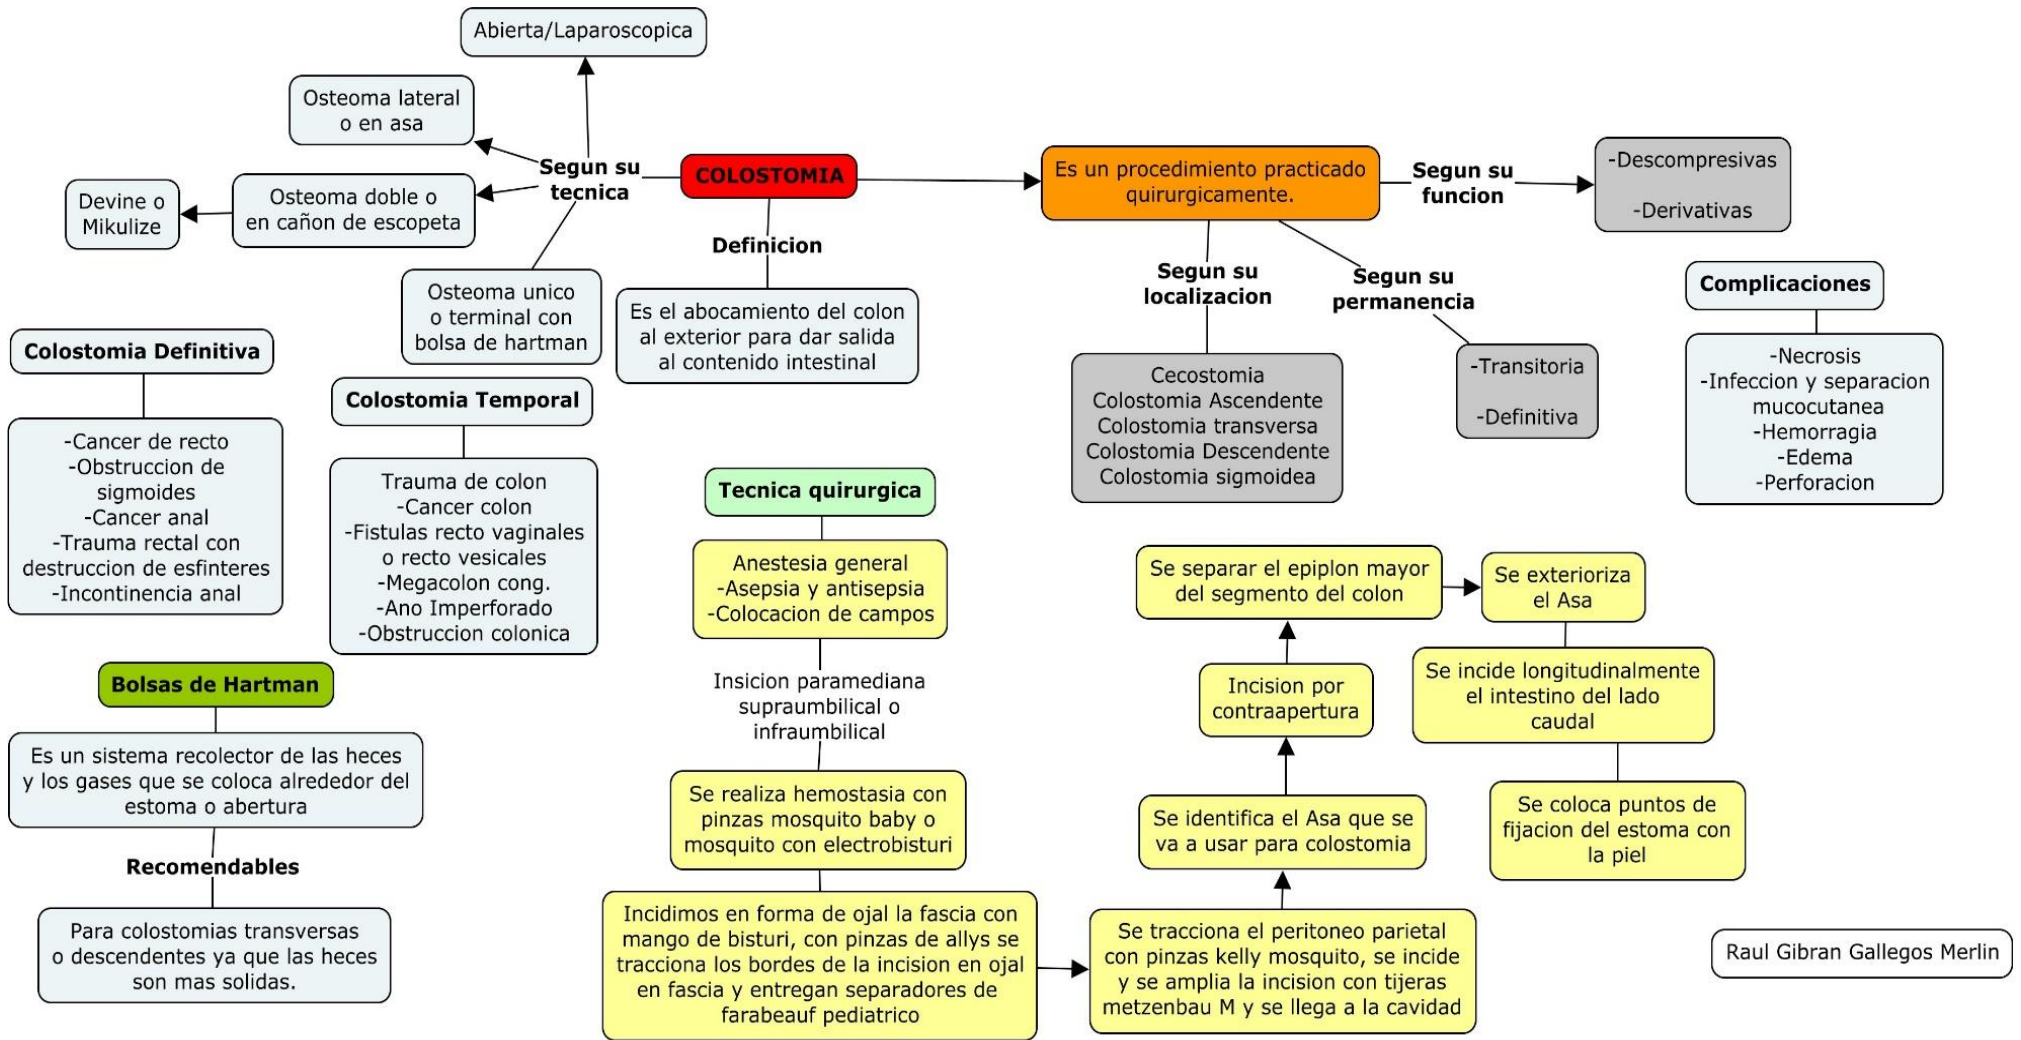 Abierta/Laparoscopica
Osteoma lateral
o en asa
Segun su
tecnica
Devine o
Mikulize
Osteoma doble o
en cañon de escopeta
Osteoma unico
o terminal con
bolsa de hartman
COLOSTOMIA
Definicion
Es el abocamiento del colon
al exterior para dar salida
al contenido intestinal
Es un procedimiento practicado
quirurgicamente.
Segun su
funcion
-Descompresivas
-Derivativas
Segun su
localizacion
Cecostomia
Colostomia Ascendente
Colostomia transversa
Colostomia Descendente
Colostomia sigmoidea
Segun su
permanencia
-Transitoria
-Definitiva
Complicaciones
-Necrosis
-Infeccion y separacion
mucocutanea
-Hemorragia
-Edema
-Perforacion
Colostomia Definitiva
-Cancer de recto
-Obstruccion de
sigmoides
-Cancer anal
-Trauma rectal con
destruccion de esfinteres
-Incontinencia anal
Colostomia Temporal
Trauma de colon
-Cancer colon
-Fistulas recto vaginales
o recto vesicales
-Megacolon cong.
-Ano Imperforado
-Obstruccion colonica
Bolsas de Hartman
Es un sistema recolector de las heces
y los gases que se coloca alrededor del
estoma o abertura
Recomendables
Para colostomias transversas
o descendentes ya que las heces
son mas solidas.
Tecnica quirurgica
Anestesia general
-Asepsia y antisepsia
-Colocacion de campos
Insicion paramediana
supraumbilical o
infraumbilical
Se realiza hemostasia con
pinzas mosquito baby o
mosquito con electrobisturi
Incidimos en forma de ojal la fascia con
mango de bisturi, con pinzas de allys se
tracciona los bordes de la incision en ojal
en fascia y entregan separadores de
farabeauf pediatrico
Se tracciona el peritoneo parietal
con pinzas kelly mosquito, se incide
y se amplia la incision con tijeras
metzenbau M y se llega a la cavidad
Se identifica el Asa que se
va a usar para colostomia
Incision por
contraapertura
Se separar el epiplon mayor
del segmento del colon
Se exterioriza
el Asa
Se incide longitudinalmente
el intestino del lado
caudal
Se coloca puntos de
fijacion del estoma con
la piel
Raul Gibran Gallegos Merlin